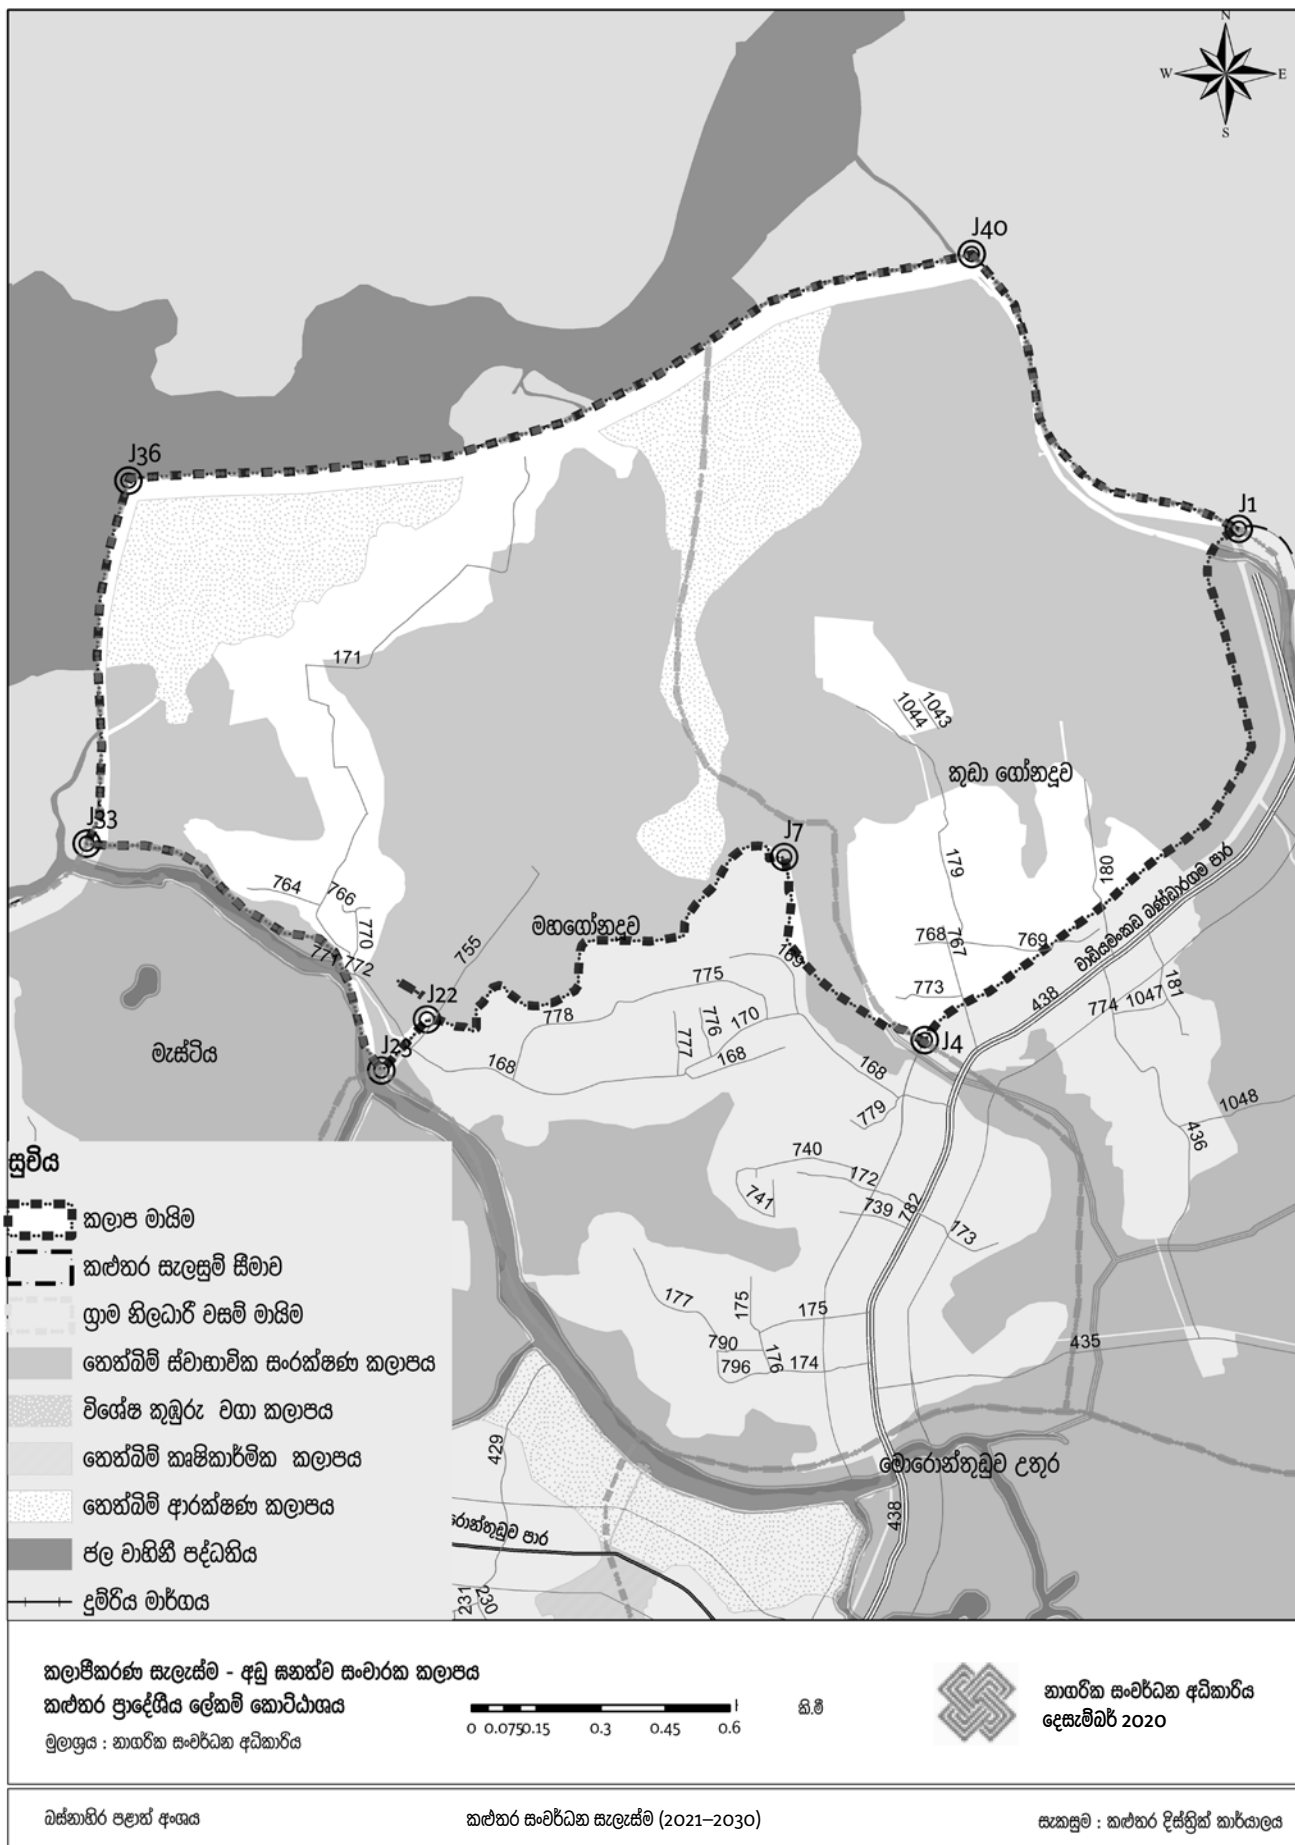 N
W E
S
J40
J36
J1
171
1043
1044
කුඩා ගෝනදූව
J33
J7
179
180
764
766
මහගෝනදූව
වාඩියමංකඩ බණ්ඩාරගම පාර
770
755
768
767
769
771
772
169
775
773
438
774
1047
181
J22
778
776
170
J4
මැස්ටිය
J23
777
168
168
168
779
1048
436
සූචිය
740
172
741
739
782
173
කලාප මායිම
කළුතර සැලසුම් සීමාව
177
175
175
ග්‍රාම නිලධාරී වසම් මායිම
790
796
176
174
435
තෙත්බිම් ස්වාභාවික සංරක්ෂණ කලාපය
විශේෂ කුඹුරු වගා කලාපය
429
තෙත්බිම් කෘෂිකාර්මික කලාපය
මොරොන්තුඩුව උතුර
තෙත්බිම් ආරක්ෂණ කලාපය
438
රොන්තුඩුව පාර
ජල වාහිනී පද්ධතිය
231
230
දුම්රිය මාර්ගය
කලාපීකරණ සැලැස්ම - අඩු ඝනත්ව සංචාරක කලාපය
කළුතර ප්‍රාදේශීය ලේකම් කොට්ඨාශය
මූලාශ්‍රය : නාගරික සංවර්ධන අධිකාරිය
0 0.075 0.15 0.3 0.45 0.6
කි.මී
නාගරික සංවර්ධන අධිකාරිය
දෙසැම්බර් 2020
බස්නාහිර පළාත් අංශය
කළුතර සංවර්ධන සැලැස්ම (2021–2030)
සැකසුම : කළුතර දිස්ත්‍රික් කාර්යාලය